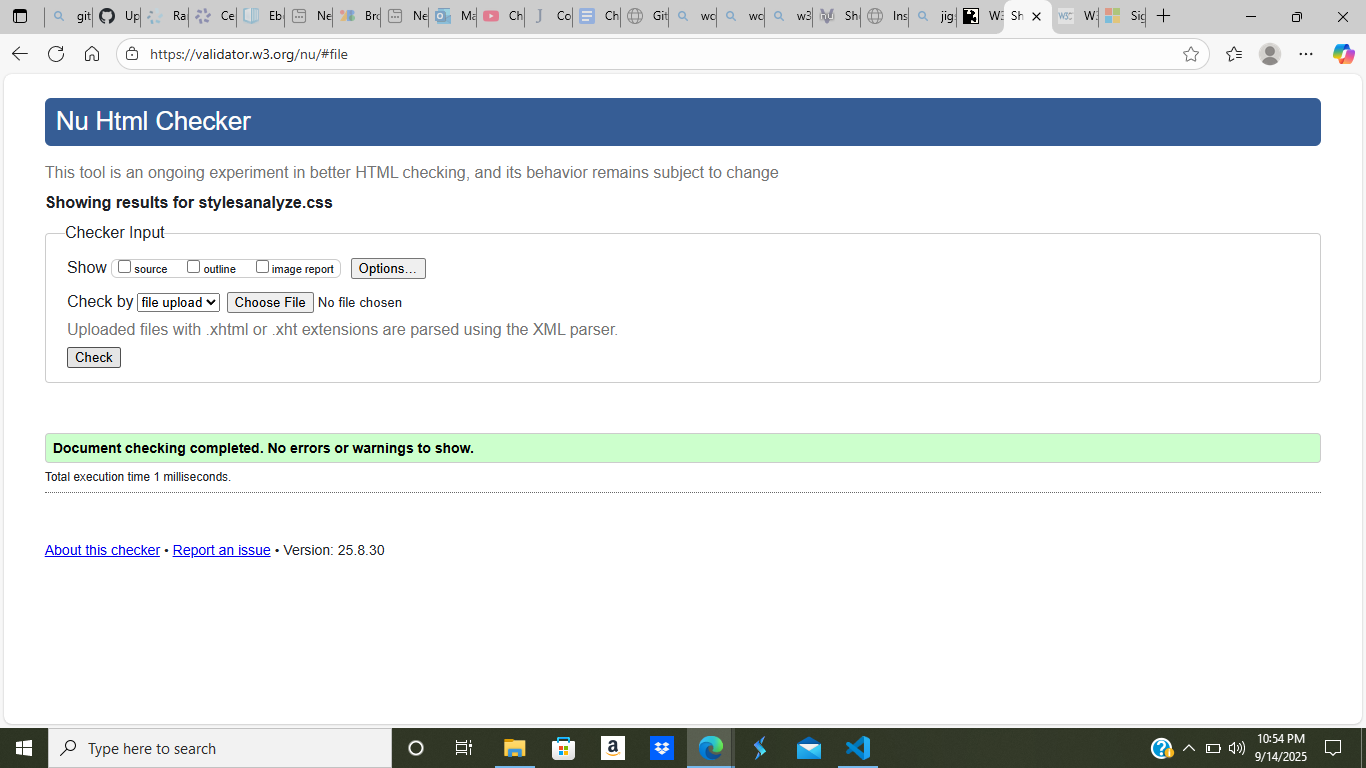 git
Up
Ra
Ce
Eb
Ne
Bro
Ne
Ma
Ch
Co
Ch
Git
wc
wc
w3
Sh
Ins
jig
W3
Sh
W3
Sig
https://validator.w3.org/nu/#file
Nu Html Checker
This tool is an ongoing experiment in better HTML checking, and its behavior remains subject to change
Showing results for stylesanalyze.css
Checker Input
Show source outline image report Options...
Check by file upload Choose File No file chosen
Uploaded files with .xhtml or .xht extensions are parsed using the XML parser.
Check
Document checking completed. No errors or warnings to show.
Total execution time 1 milliseconds.
About this checker • Report an issue • Version: 25.8.30
Type here to search
10:54 PM
9/14/2025